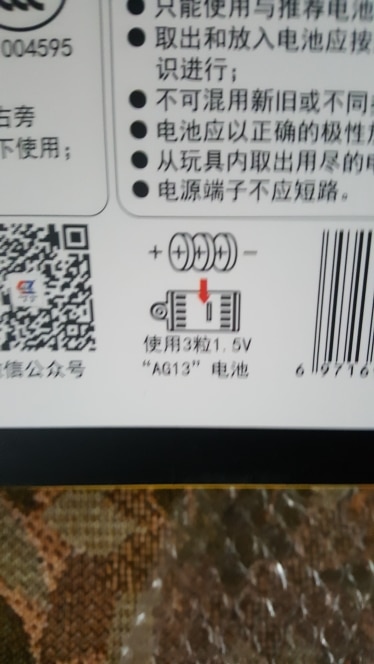 004595
右旁
下使用；
只能使用与推荐电池
取出和放入电池应按
识进行；
不可混用新旧或不同
电池应以正确的极性
从玩具内取出用尽的
电源端子不应短路。
+ + + + -
信公众号
使用3粒1.5V
“AG13”电池
6 9716